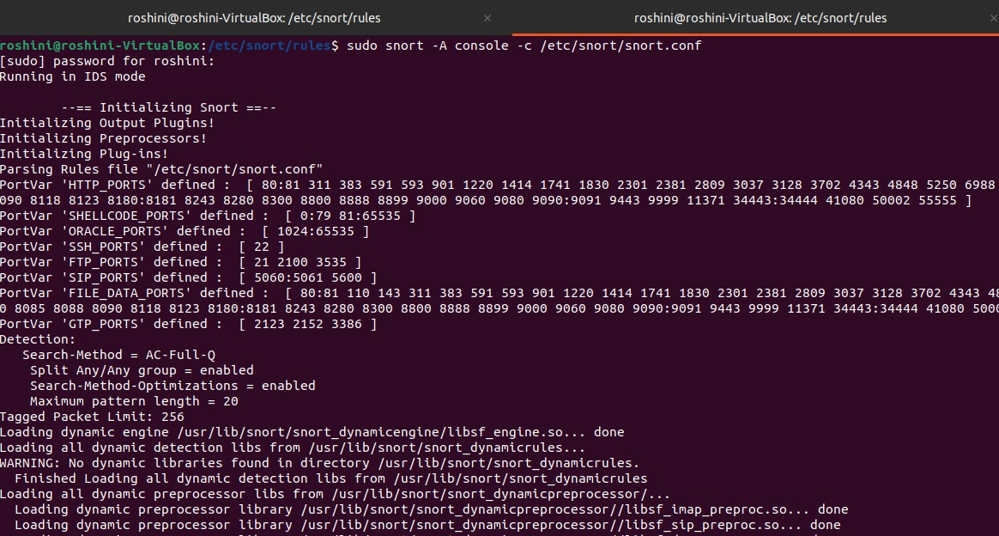 roshini@roshini-VirtualBox: /etc/snort/rules × roshini@roshini-VirtualBox: /etc/snort/rules ×
roshini@roshini-VirtualBox:/etc/snort/rules$ sudo snort -A console -c /etc/snort/snort.conf
[sudo] password for roshini:
Running in IDS mode
--== Initializing Snort ==--
Initializing Output Plugins!
Initializing Preprocessors!
Initializing Plug-ins!
Parsing Rules file "/etc/snort/snort.conf"
PortVar 'HTTP_PORTS' defined :  [ 80:81 311 383 591 593 901 1220 1414 1741 1830 2301 2381 2809 3037 3128 3702 4343 4848 5250 6988
090 8118 8123 8180:8181 8243 8280 8300 8800 8888 8899 9000 9060 9080 9090:9091 9443 9999 11371 34443:34444 41080 50002 55555 ]
PortVar 'SHELLCODE_PORTS' defined :  [ 0:79 81:65535 ]
PortVar 'ORACLE_PORTS' defined :  [ 1024:65535 ]
PortVar 'SSH_PORTS' defined :  [ 22 ]
PortVar 'FTP_PORTS' defined :  [ 21 2100 3535 ]
PortVar 'SIP_PORTS' defined :  [ 5060:5061 5600 ]
PortVar 'FILE_DATA_PORTS' defined :  [ 80:81 110 143 311 383 591 593 901 1220 1414 1741 1830 2301 2381 2809 3037 3128 3702 4343 48
0 8085 8088 8090 8118 8123 8180:8181 8243 8280 8300 8800 8888 8899 9000 9060 9080 9090:9091 9443 9999 11371 34443:34444 41080 5000
PortVar 'GTP_PORTS' defined :  [ 2123 2152 3386 ]
Detection:
Search-Method = AC-Full-Q
Split Any/Any group = enabled
Search-Method-Optimizations = enabled
Maximum pattern length = 20
Tagged Packet Limit: 256
Loading dynamic engine /usr/lib/snort/snort_dynamicengine/libsf_engine.so... done
Loading all dynamic detection libs from /usr/lib/snort/snort_dynamicrules...
WARNING: No dynamic libraries found in directory /usr/lib/snort/snort_dynamicrules.
Finished Loading all dynamic detection libs from /usr/lib/snort/snort_dynamicrules
Loading all dynamic preprocessor libs from /usr/lib/snort/snort_dynamicpreprocessor/...
Loading dynamic preprocessor library /usr/lib/snort/snort_dynamicpreprocessor//libsf_imap_preproc.so... done
Loading dynamic preprocessor library /usr/lib/snort/snort_dynamicpreprocessor//libsf_sip_preproc.so... done